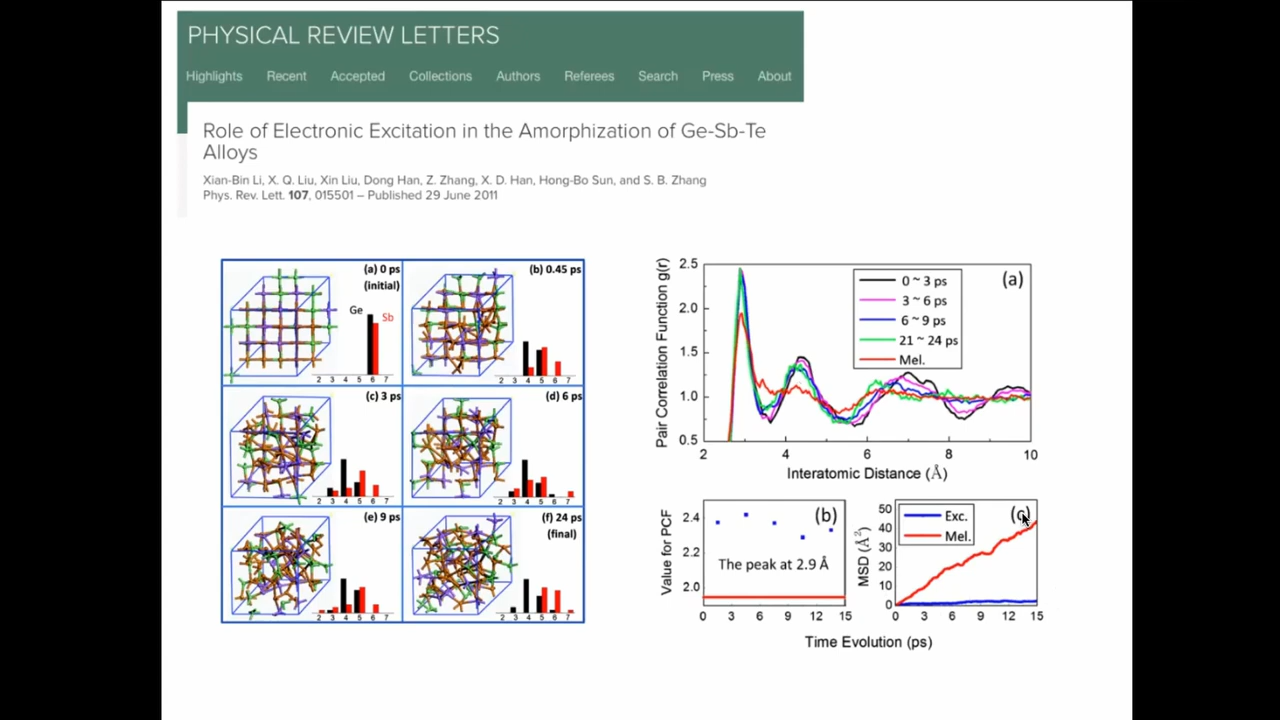 PHYSICAL REVIEW LETTERS
Highlights Recent Accepted Collections Authors Referees Search Press About
Role of Electronic Excitation in the Amorphization of Ge-Sb-Te
Alloys
Xian-Bin Li, X. Q. Liu, Xin Liu, Dong Han, Z. Zhang, X. D. Han, Hong-Bo Sun, and S. B. Zhang
Phys. Rev. Lett. 107, 015501 – Published 29 June 2011
(a) 0 ps
(initial)
Ge
Sb
2 3 4 5 6 7
(b) 0.45 ps
2 3 4 5 6 7
(c) 3 ps
2 3 4 5 6 7
(d) 6 ps
2 3 4 5 6 7
(e) 9 ps
2 3 4 5 6 7
(f) 24 ps
(final)
2 3 4 5 6 7
Pair Correlation Function g(r)
2.5
2.0
1.5
1.0
0.5
0 ~ 3 ps
3 ~ 6 ps
6 ~ 9 ps
21 ~ 24 ps
Mel.
(a)
2 4 6 8 10
Interatomic Distance (Å)
Value for PCF
2.4
2.2
2.0
(b)
The peak at 2.9 Å
0 3 6 9 12 15
MSD (Å²)
50
40
30
20
10
0
Exc.
Mel.
(c)
0 3 6 9 12 15
Time Evolution (ps)